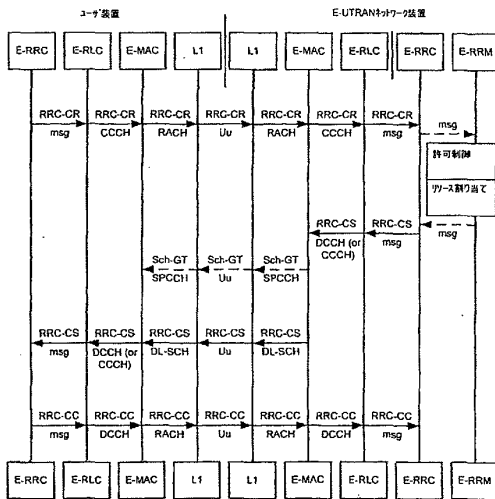 ユーザ装置 E-UTRANネットワーク装置
E-RRC E-RLC E-MAC L1 L1 E-MAC E-RLC E-RRC E-RRM
RRC-CR RRC-CR RRC-CR RRC-CR RRC-CR RRC-CR RRC-CR msg
msg CCCH RACH Uu RACH CCCH msg
許可制御
リソース割り当て
RRC-CS RRC-CS msg
DCCH (or CCCH) msg
Sch-GT Sch-GT Sch-GT
SPCCH Uu SPCCH
RRC-CS RRC-CS RRC-CS RRC-CS RRC-CS
msg DCCH (or CCCH) DL-SCH Uu DL-SCH
RRC-CC RRC-CC RRC-CC RRC-CC RRC-CC RRC-CC RRC-CC
msg DCCH RACH Uu RACH DCCH msg
E-RRC E-RLC E-MAC L1 L1 E-MAC E-RLC E-RRC E-RRM